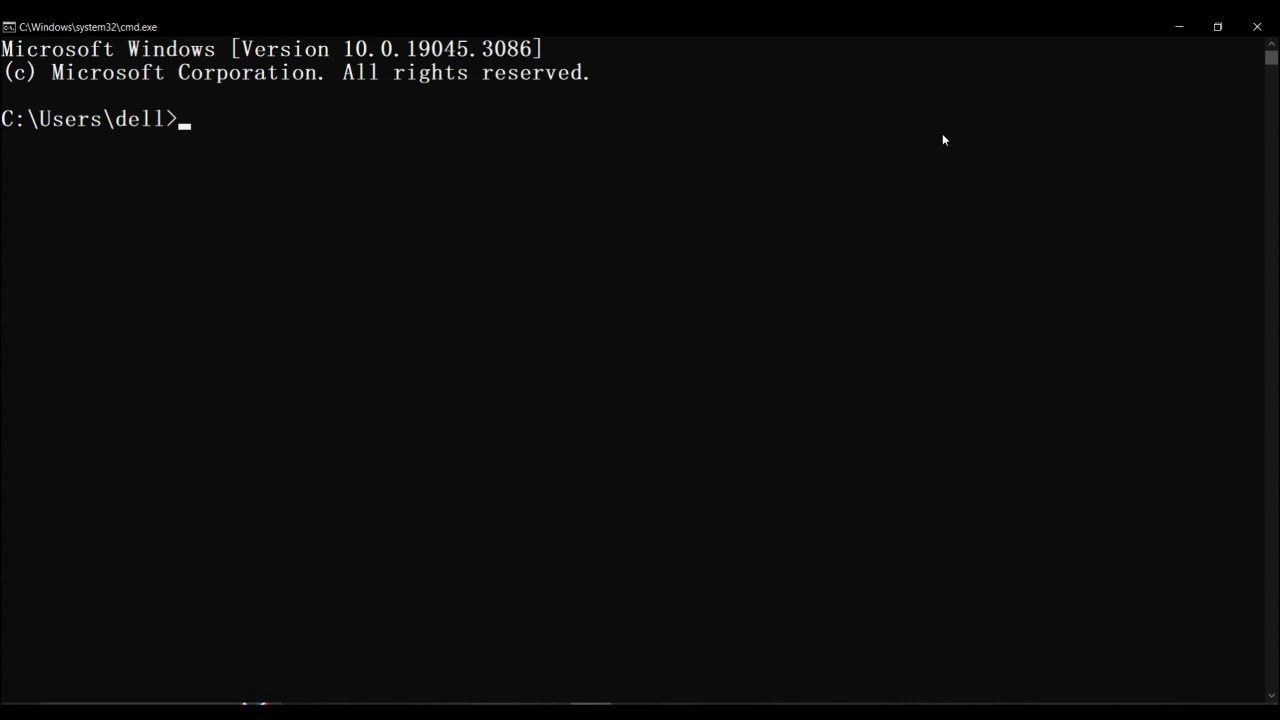 C:\Windows\system32\cmd.exe
Microsoft Windows [Version 10.0.19045.3086]
(c) Microsoft Corporation. All rights reserved.
C:\Users\dell>